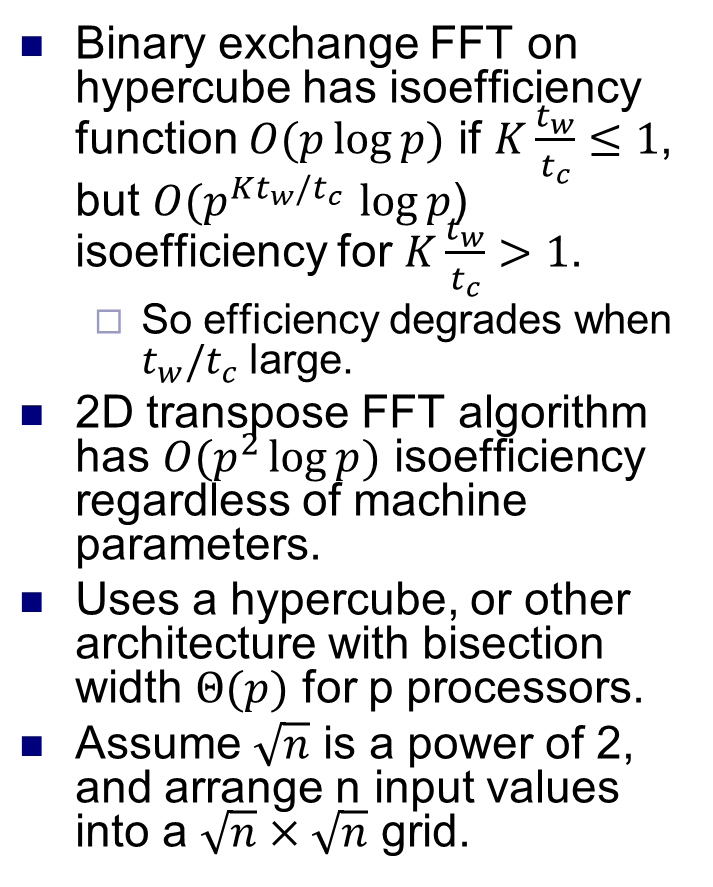 ■ Binary exchange FFT on
hypercube has isoefficiency
function O(p log p) if K t_w/t_c ≤ 1,
but O(p^{Kt_w/t_c} log p)
isoefficiency for K t_w/t_c > 1.
□ So efficiency degrades when
t_w/t_c large.
■ 2D transpose FFT algorithm
has O(p² log p) isoefficiency
regardless of machine
parameters.
■ Uses a hypercube, or other
architecture with bisection
width Θ(p) for p processors.
■ Assume √n is a power of 2,
and arrange n input values
into a √n × √n grid.